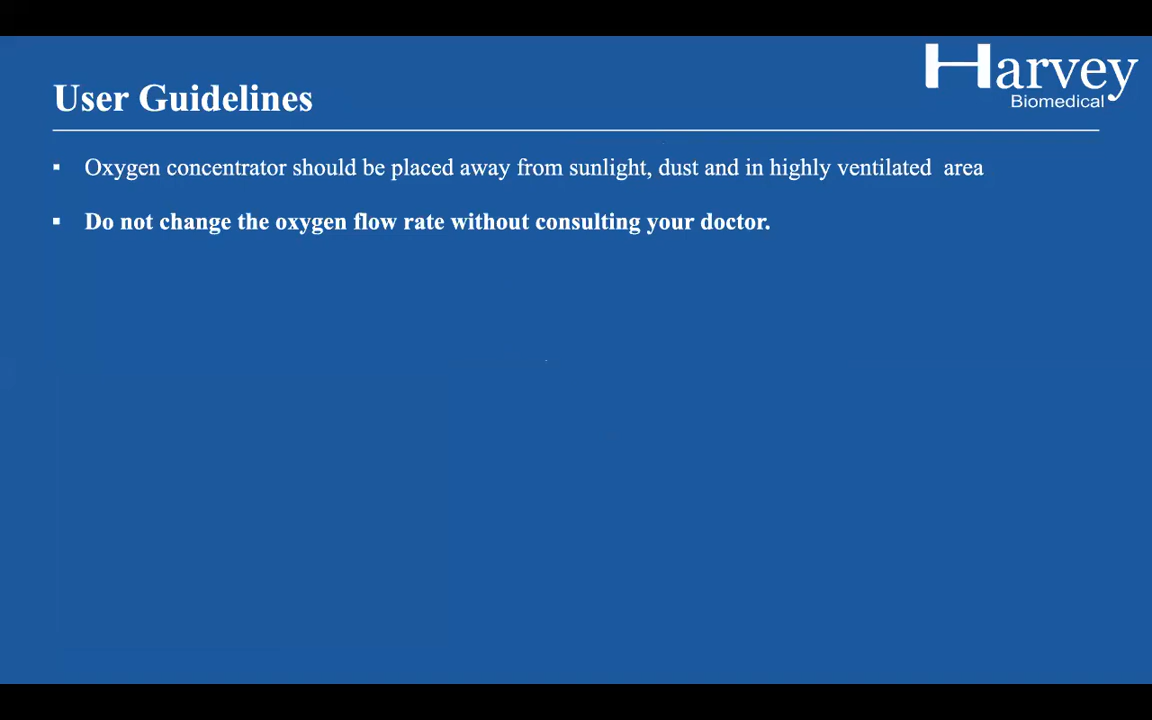 Harvey
Biomedical
User Guidelines
▪ Oxygen concentrator should be placed away from sunlight, dust and in highly ventilated  area
▪ Do not change the oxygen flow rate without consulting your doctor.